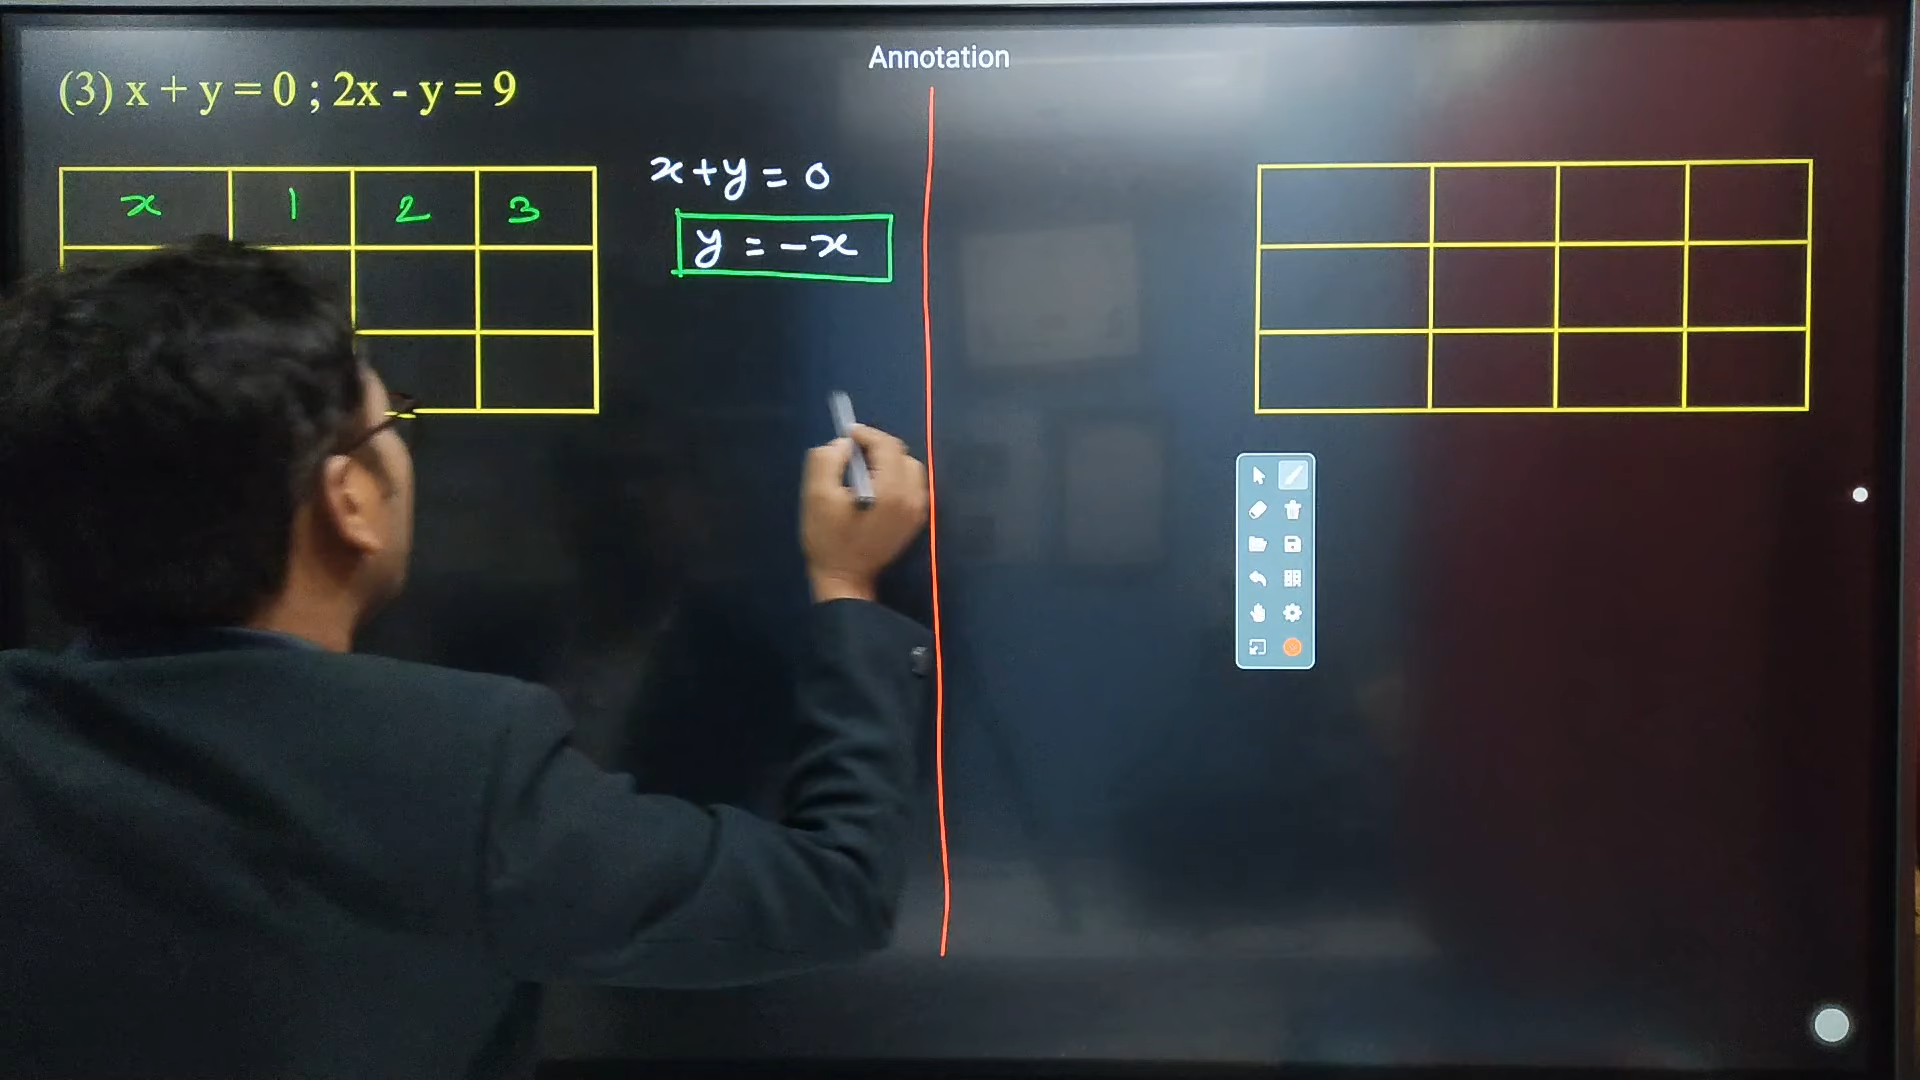 Annotation
(3) x + y = 0 ; 2x - y = 9
x 1 2 3
x + y = 0
y = -x